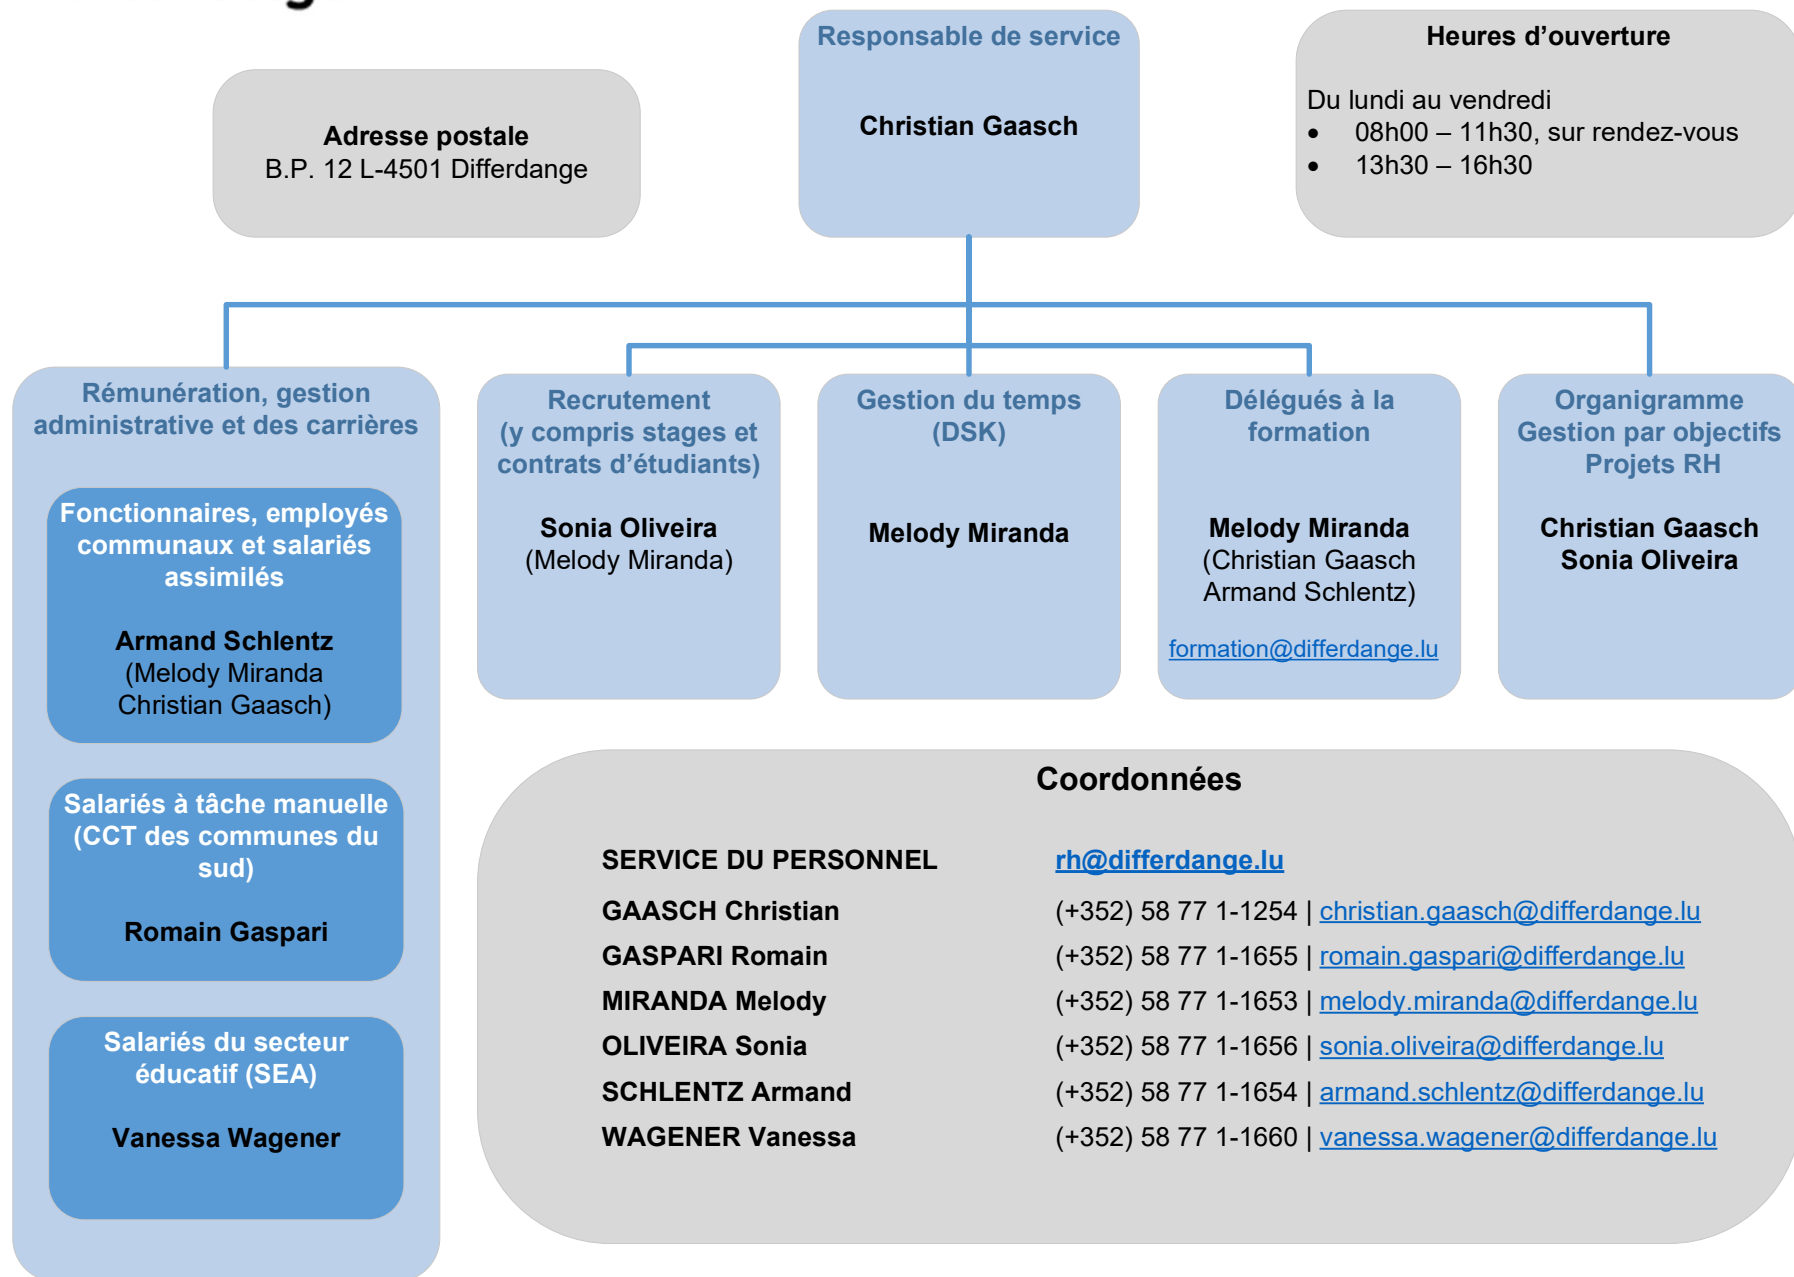 Responsable de service
Christian Gaasch
Heures d’ouverture
Du lundi au vendredi
• 08h00 – 11h30, sur rendez-vous
• 13h30 – 16h30
Adresse postale
B.P. 12 L-4501 Differdange
Rémunération, gestion
administrative et des carrières
Fonctionnaires, employés
communaux et salariés
assimilés
Armand Schlentz
(Melody Miranda
Christian Gaasch)
Salariés à tâche manuelle
(CCT des communes du
sud)
Romain Gaspari
Salariés du secteur
éducatif (SEA)
Vanessa Wagener
Recrutement
(y compris stages et
contrats d’étudiants)
Sonia Oliveira
(Melody Miranda)
Gestion du temps
(DSK)
Melody Miranda
Délégués à la
formation
Melody Miranda
(Christian Gaasch
Armand Schlentz)
formation@differdange.lu
Organigramme
Gestion par objectifs
Projets RH
Christian Gaasch
Sonia Oliveira
Coordonnées
SERVICE DU PERSONNEL rh@differdange.lu
GAASCH Christian (+352) 58 77 1-1254 | christian.gaasch@differdange.lu
GASPARI Romain (+352) 58 77 1-1655 | romain.gaspari@differdange.lu
MIRANDA Melody (+352) 58 77 1-1653 | melody.miranda@differdange.lu
OLIVEIRA Sonia (+352) 58 77 1-1656 | sonia.oliveira@differdange.lu
SCHLENTZ Armand (+352) 58 77 1-1654 | armand.schlentz@differdange.lu
WAGENER Vanessa (+352) 58 77 1-1660 | vanessa.wagener@differdange.lu